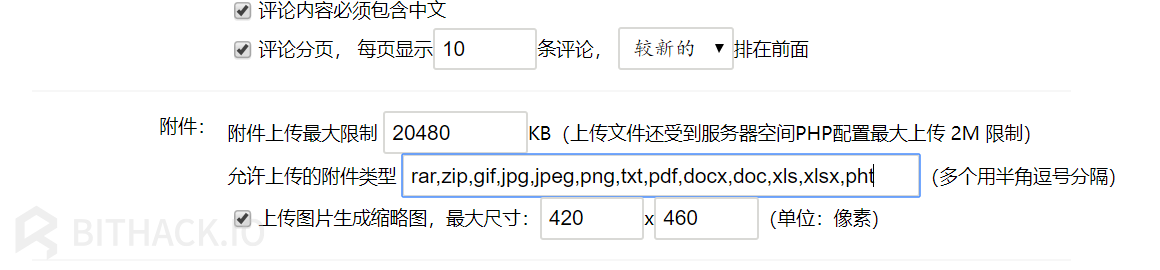 评论内容必须包含中文
评论分页， 每页显示10条评论， 较新的 排在前面
附件： 附件上传最大限制 20480 KB（上传文件还受到服务器空间PHP配置最大上传 2M 限制）
允许上传的附件类型 rar,zip,gif,jpg,jpeg,png,txt,pdf,docx,doc,xls,xlsx,pht （多个用半角逗号分隔）
上传图片生成缩略图，最大尺寸： 420 x 460 （单位：像素）
BITHACK.IO